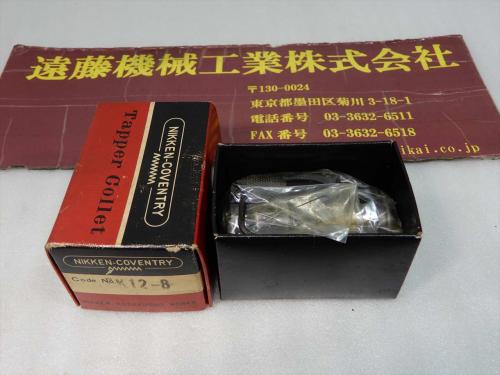 遠藤機械工業株式会社
〒130-0024
東京都墨田区菊川 3-18-1
電話番号 03-3632-6511
FAX番号 03-3632-6518
ikai.co.jp
Tapper Collet
NIKKEN-COVENTRY
NIKKEN-COVENTRY
Code No. K12-8